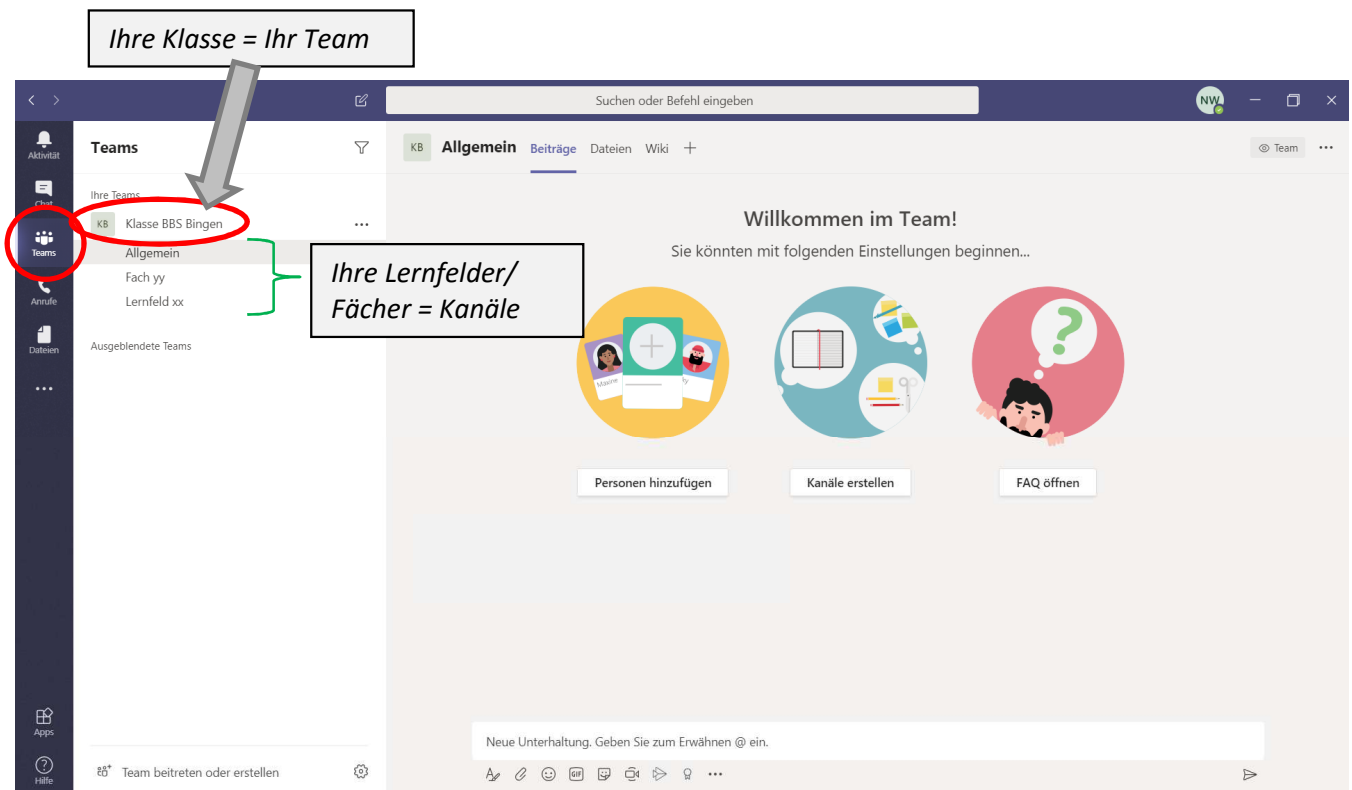 Ihre Klasse = Ihr Team
Suchen oder Befehl eingeben
NW
Aktivität
Chat
Teams
Anrufe
Dateien
Apps
Hilfe
Teams
Ihre Teams
KB Klasse BBS Bingen
Allgemein
Fach yy
Lernfeld xx
Ausgeblendete Teams
Team beitreten oder erstellen
Ihre Lernfelder/
Fächer = Kanäle
KB Allgemein Beiträge Dateien Wiki
Team
Willkommen im Team!
Sie könnten mit folgenden Einstellungen beginnen...
Maxine
Personen hinzufügen
Kanäle erstellen
FAQ öffnen
Neue Unterhaltung. Geben Sie zum Erwähnen @ ein.
GIF